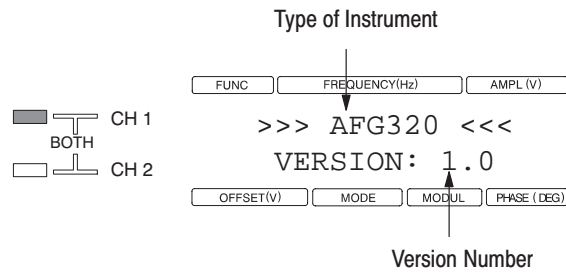 Type of Instrument
FUNC FREQUENCY(Hz) AMPL (V)
CH 1
>>> AFG320 <<<
BOTH
VERSION: 1.0
CH 2
OFFSET(V) MODE MODUL PHASE (DEG)
Version Number